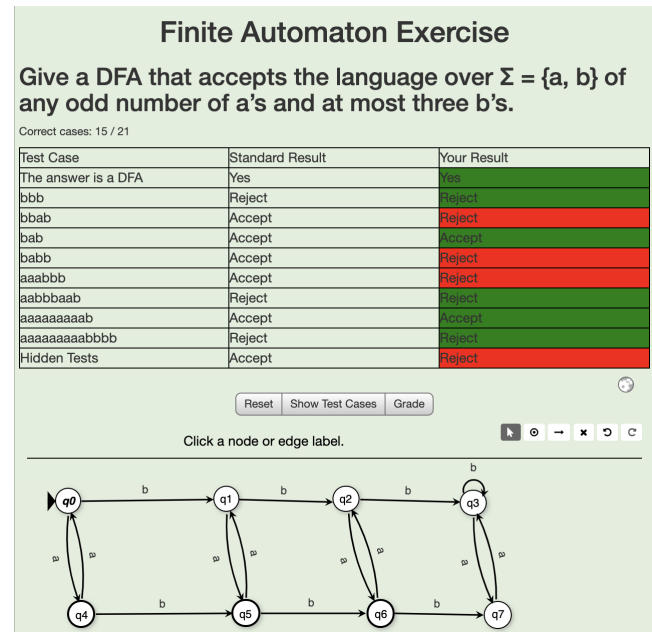 Finite Automaton Exercise
Give a DFA that accepts the language over Σ = {a, b} of
any odd number of a's and at most three b's.
Correct cases: 15 / 21
Test Case Standard Result Your Result
The answer is a DFA Yes Yes
bbb Reject Reject
bbab Accept Reject
bab Accept Accept
babb Accept Reject
aaabbb Accept Reject
aabbbaab Reject Reject
aaaaaaaaab Accept Accept
aaaaaaaaabbbb Reject Reject
Hidden Tests Accept Reject
Reset Show Test Cases Grade
Click a node or edge label.
b
q0 b q1 b q2 b q3
a a a a a a a a
q4 b q5 b q6 b q7